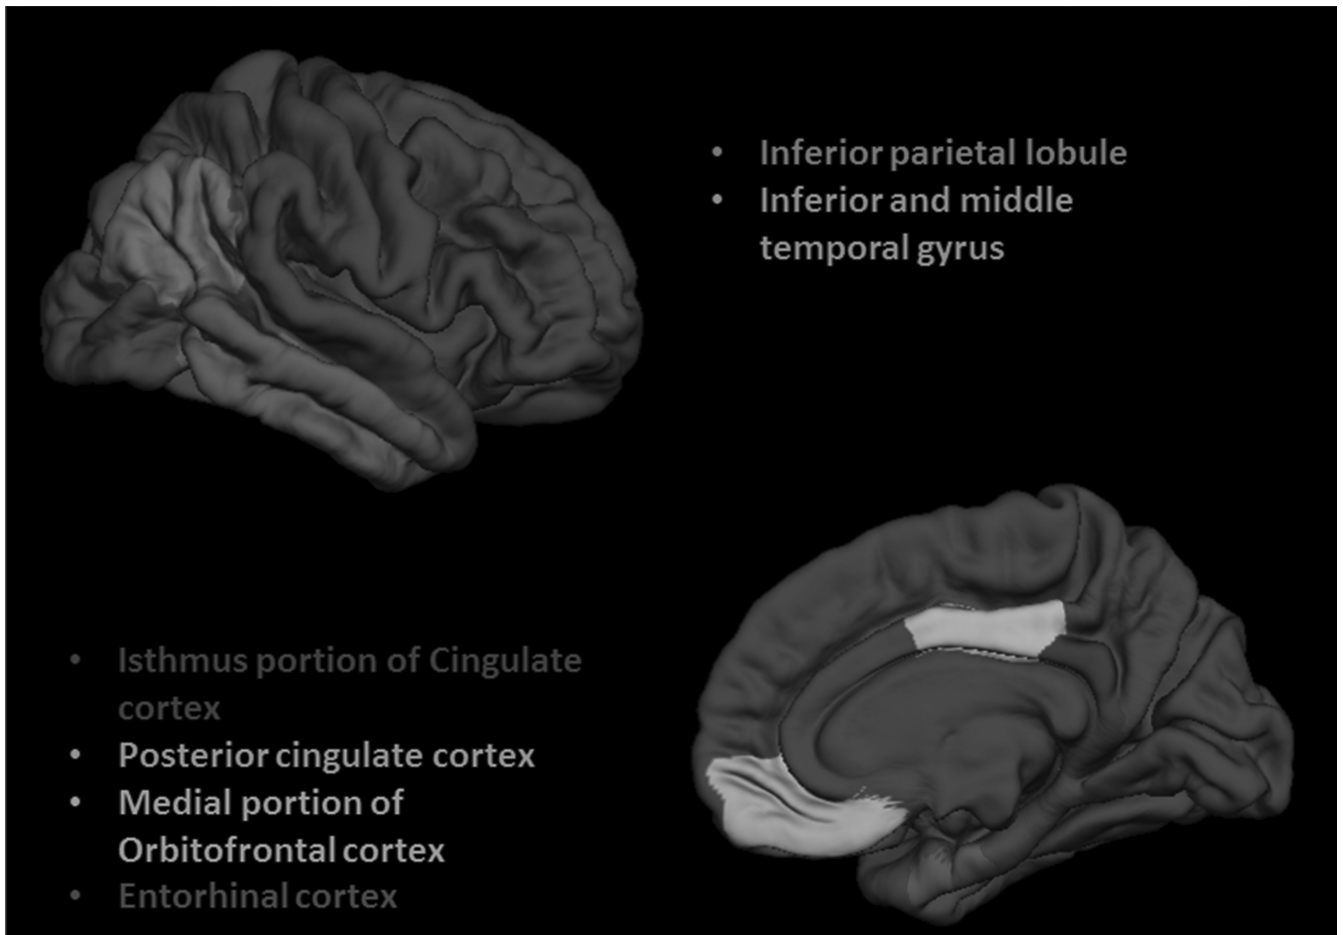 • Inferior parietal lobule
• Inferior and middle
temporal gyrus
• Isthmus portion of Cingulate
cortex
• Posterior cingulate cortex
• Medial portion of
Orbitofrontal cortex
• Entorhinal cortex